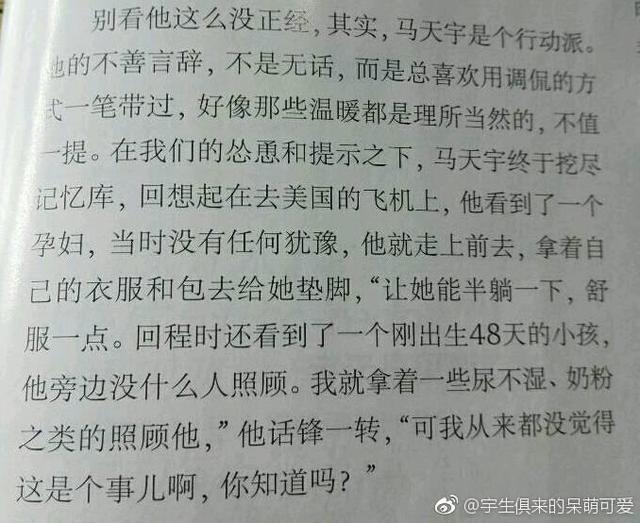 别看他这么没正经，其实，马天宇是个行动派。
他的不善言辞，不是无话，而是总喜欢用调侃的方
式一笔带过，好像那些温暖都是理所当然的，不值
一提。在我们的怂恿和提示之下，马天宇终于挖尽
记忆库，回想起在去美国的飞机上，他看到了一个
孕妇，当时没有任何犹豫，他就走上前去，拿着自
己的衣服和包去给她垫脚，“让她能半躺一下，舒
服一点。回程时还看到了一个刚出生48天的小孩，
他旁边没什么人照顾。我就拿着一些尿不湿、奶粉
之类的照顾他，”他话锋一转，“可我从来都没觉得
这是个事儿啊，你知道吗？”
@宇生俱来的呆萌可爱